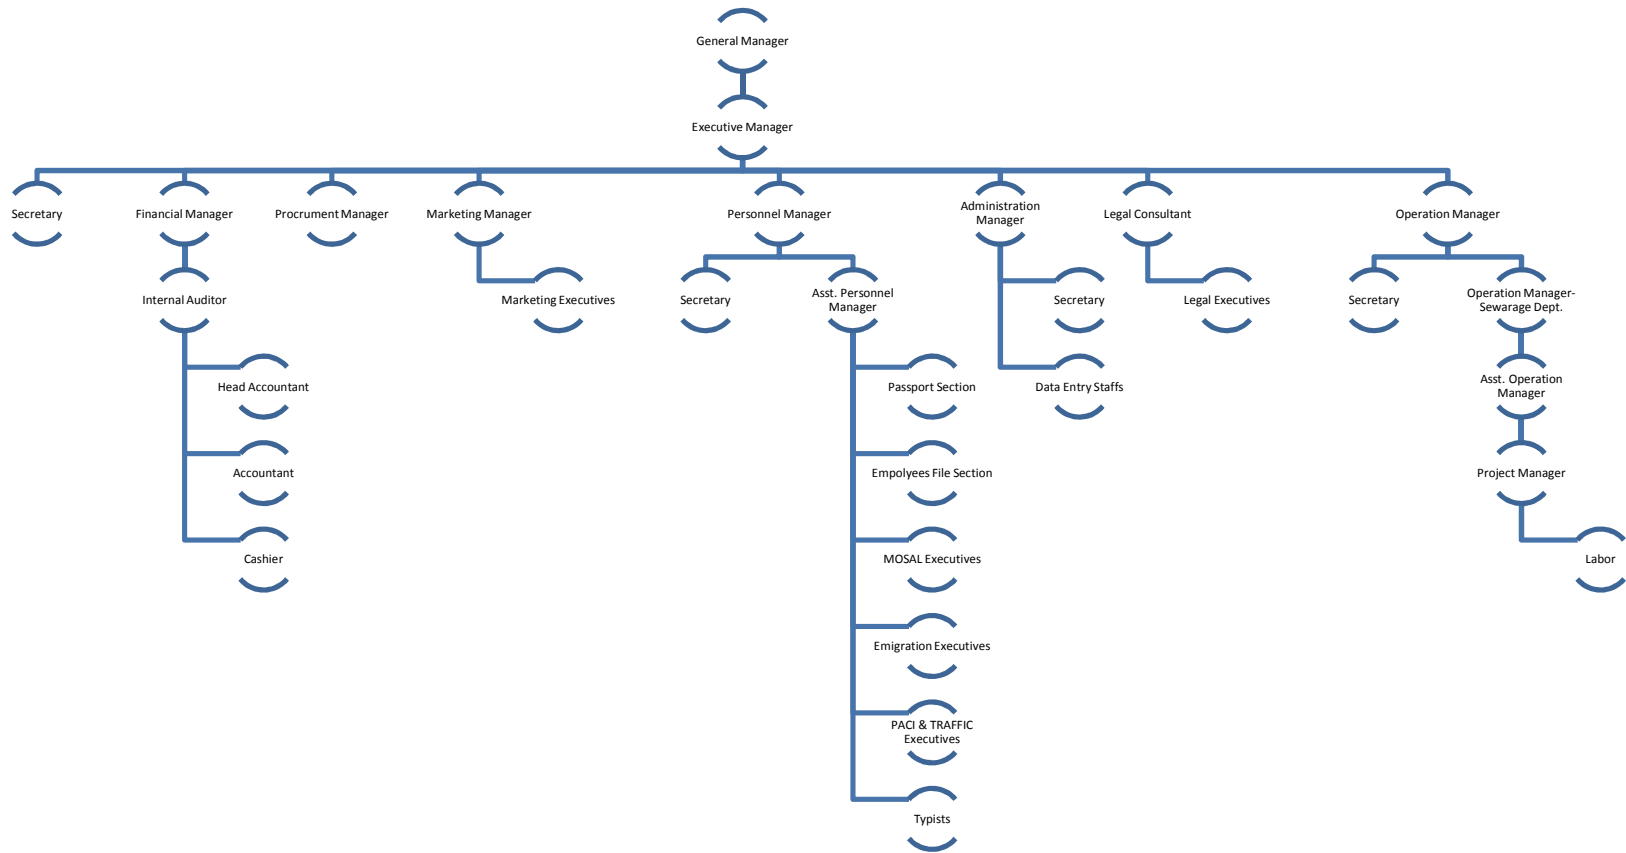 General Manager
Executive Manager
Secretary
Financial Manager
Procrument Manager
Marketing Manager
Personnel Manager
Administration
Manager
Legal Consultant
Operation Manager
Internal Auditor
Marketing Executives
Secretary
Asst. Personnel
Manager
Secretary
Legal Executives
Secretary
Operation Manager-
Sewarage Dept.
Head Accountant
Passport Section
Data Entry Staffs
Asst. Operation
Manager
Accountant
Empolyees File Section
Project Manager
Cashier
MOSAL Executives
Labor
Emigration Executives
PACI & TRAFFIC
Executives
Typists